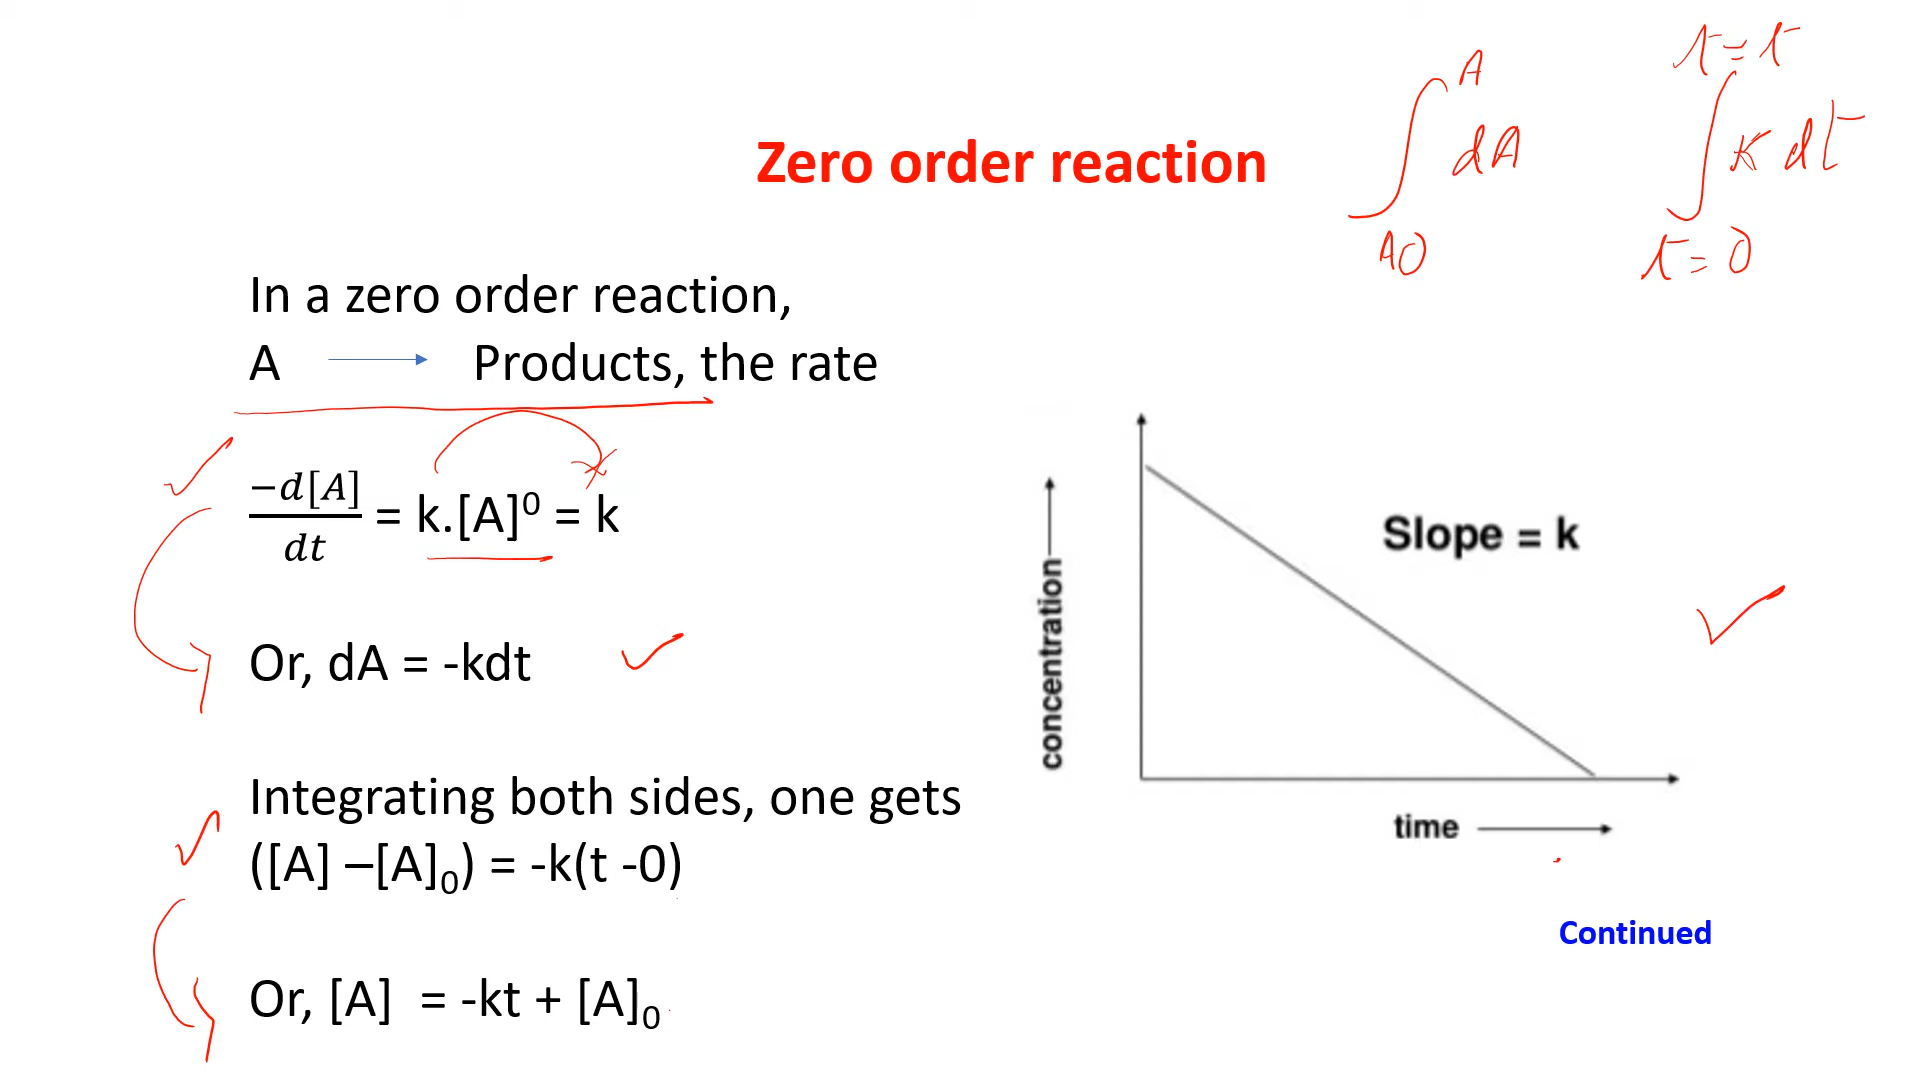 Zero order reaction
∫ A dA A0
t=t ∫ K dt t=0
In a zero order reaction,
A → Products, the rate
-d[A]/dt = k.[A]⁰ = k
Or, dA = -kdt
Integrating both sides, one gets
([A] –[A]₀) = -k(t -0)
Or, [A] = -kt + [A]₀
concentration
Slope = k
time
Continued